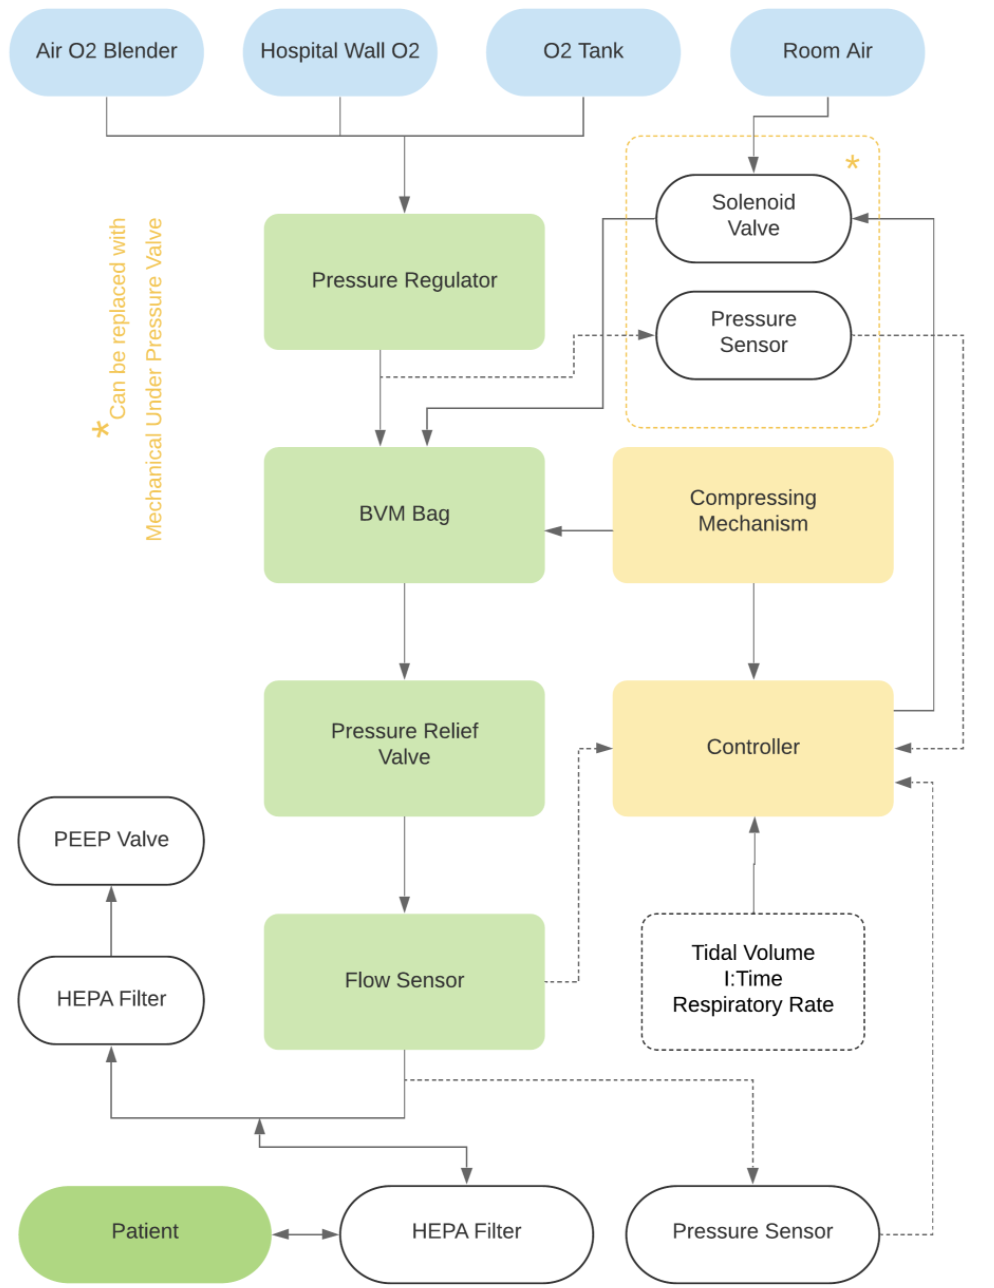 Air O2 Blender
Hospital Wall O2
O2 Tank
Room Air
*
Solenoid
Valve
Pressure Regulator
Pressure
Sensor
*Can be replaced with
Mechanical Under Pressure Valve
BVM Bag
Compressing
Mechanism
Pressure Relief
Valve
Controller
PEEP Valve
HEPA Filter
Flow Sensor
Tidal Volume
I:Time
Respiratory Rate
Patient
HEPA Filter
Pressure Sensor